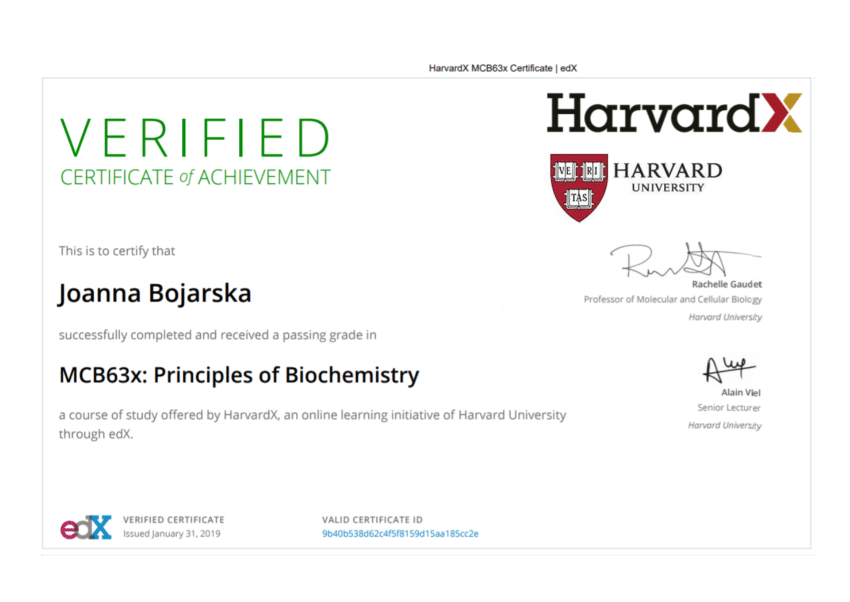 HarvardX MCB63x Certificate | edX
VERIFIED
CERTIFICATE of ACHIEVEMENT
HarvardX
VE RI
TAS
HARVARD
UNIVERSITY
This is to certify that
Joanna Bojarska
successfully completed and received a passing grade in
MCB63x: Principles of Biochemistry
a course of study offered by HarvardX, an online learning initiative of Harvard University
through edX.
Rachelle Gaudet
Professor of Molecular and Cellular Biology
Harvard University
Alain Viel
Senior Lecturer
Harvard University
edX
VERIFIED CERTIFICATE
Issued January 31, 2019
VALID CERTIFICATE ID
9b40b538d62c4f5f8159d15aa185cc2e